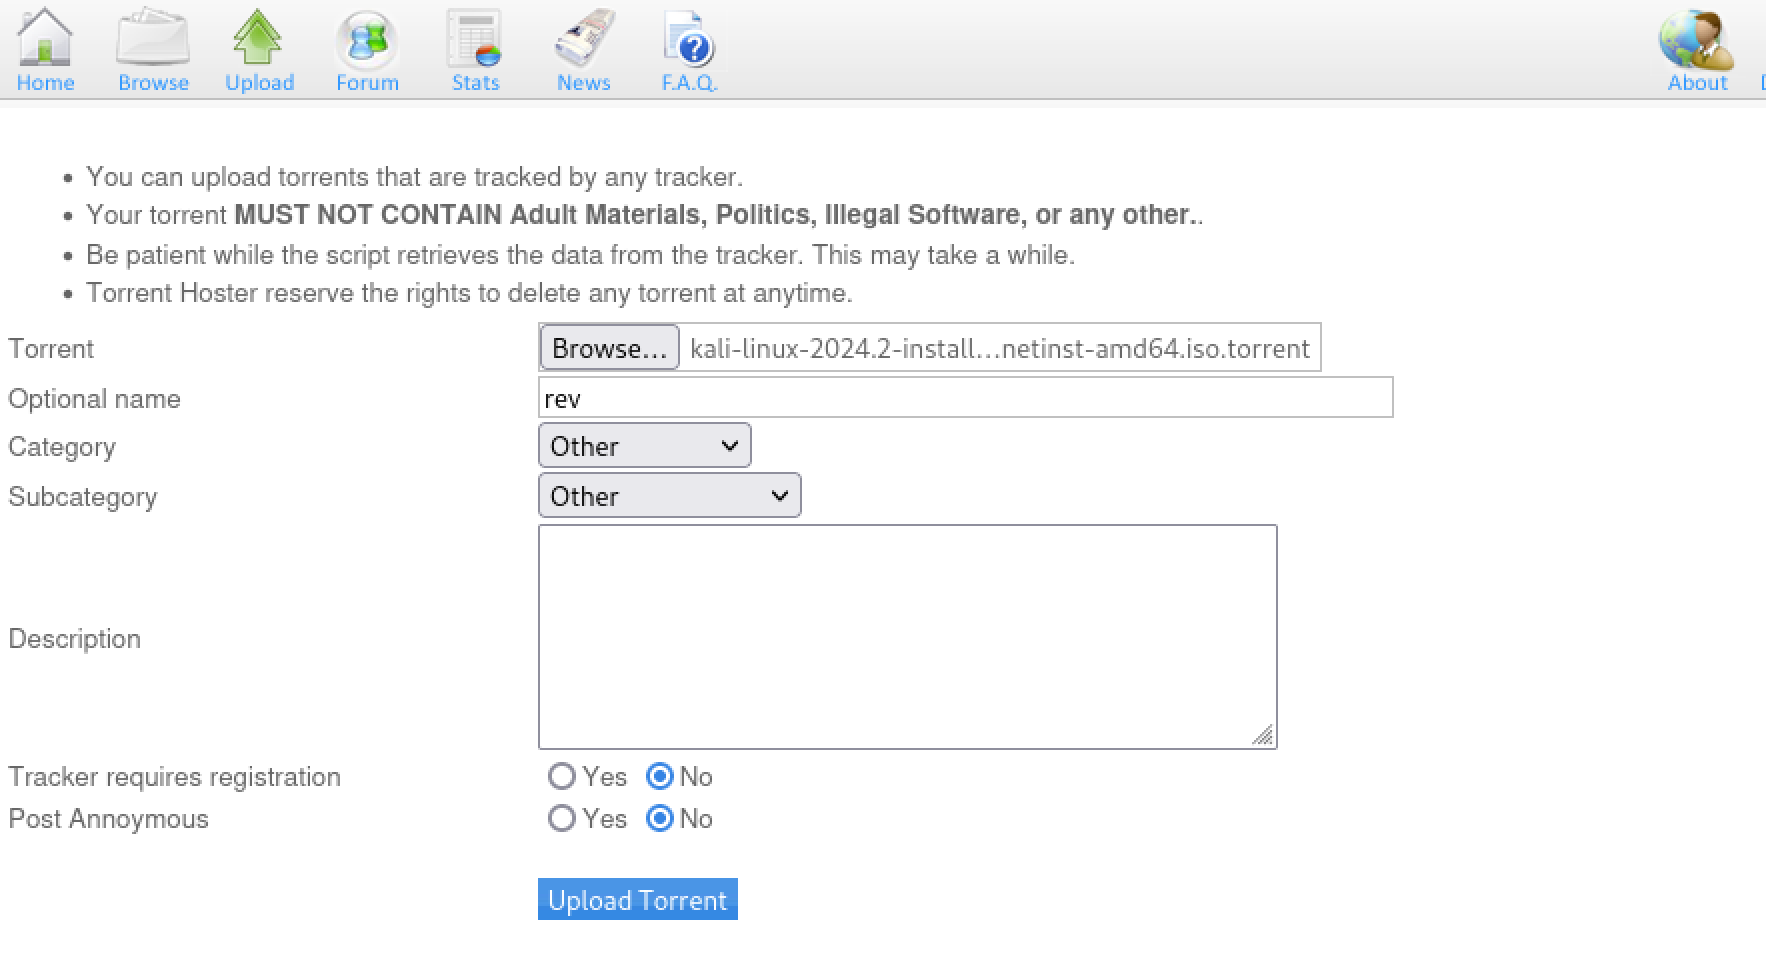 Home Browse Upload Forum Stats News F.A.Q. About
You can upload torrents that are tracked by any tracker.
Your torrent MUST NOT CONTAIN Adult Materials, Politics, Illegal Software, or any other..
Be patient while the script retrieves the data from the tracker. This may take a while.
Torrent Hoster reserve the rights to delete any torrent at anytime.
Torrent Browse... kali-linux-2024.2-install...netinst-amd64.iso.torrent
Optional name rev
Category Other
Subcategory Other
Description
Tracker requires registration Yes No
Post Annoymous Yes No
Upload Torrent